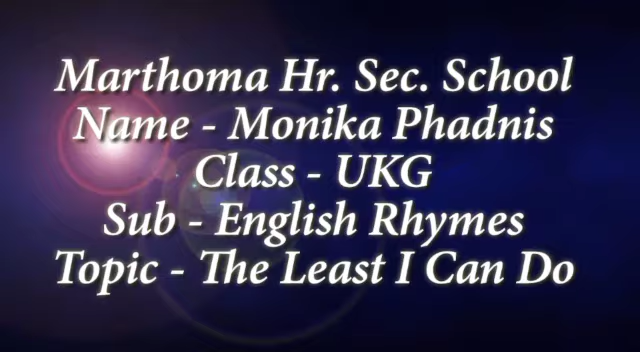 Marthoma Hr. Sec. School
Name - Monika Phadnis
Class - UKG
Sub - English Rhymes
Topic - The Least I Can Do